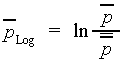 p̅_Log = ln p̅ / p̿